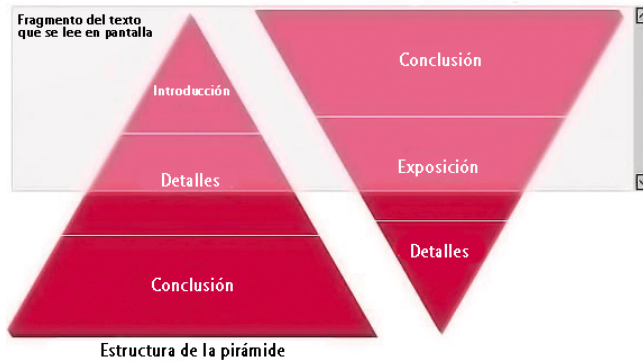 Fragmento del texto
que se lee en pantalla
Introducción
Detalles
Conclusión
Conclusión
Exposición
Detalles
Estructura de la pirámide